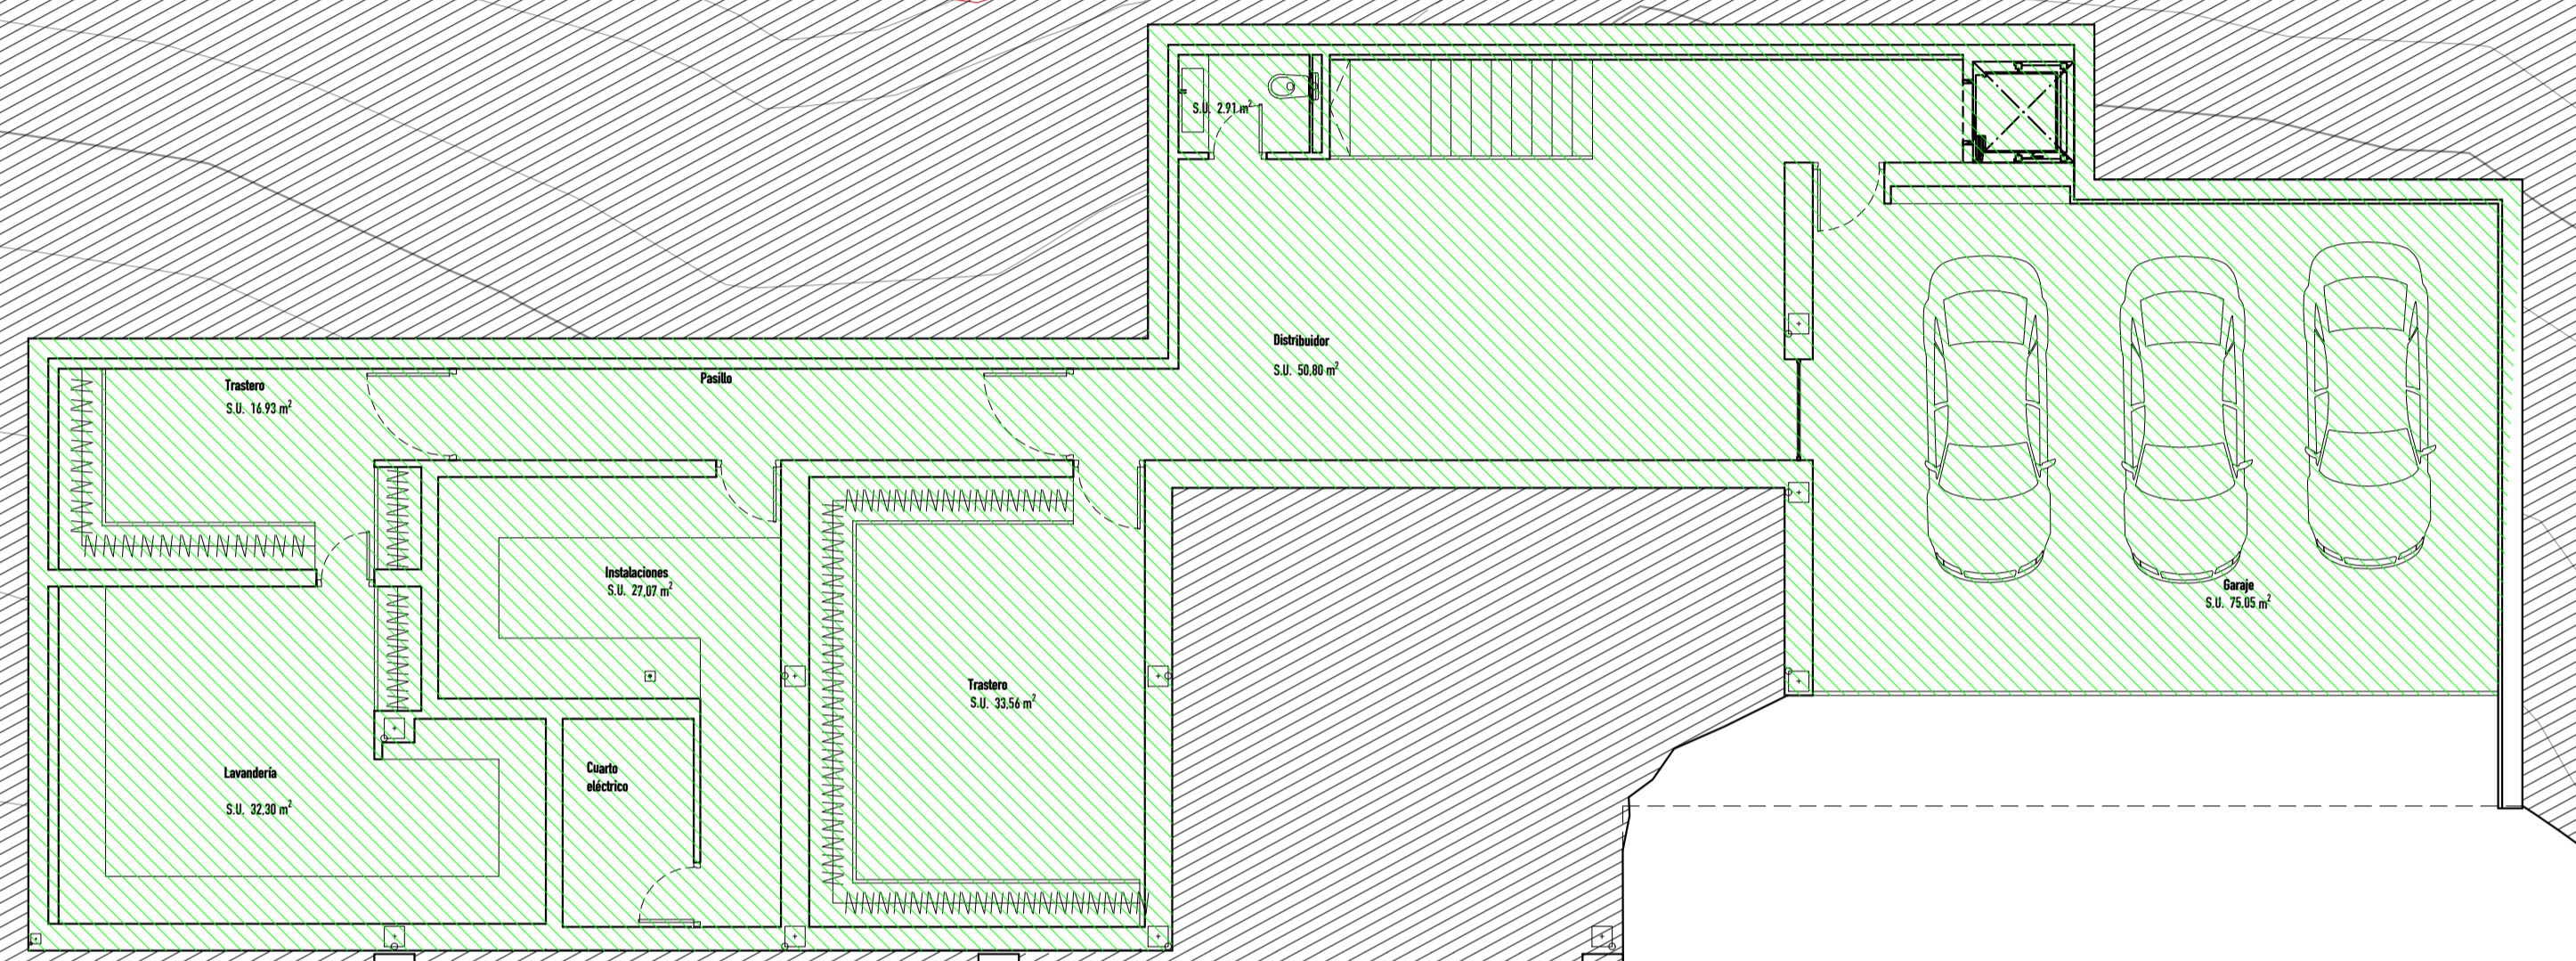 S.U. 2.91 m²
Distribuidor
S.U. 50,80 m²
Trastero
S.U. 16.93 m²
Pasillo
Instalaciones
S.U. 27,07 m²
Garaje
S.U. 75.05 m²
Trastero
S.U. 33,56 m²
Lavandería
S.U. 32,30 m²
Cuarto
eléctrico